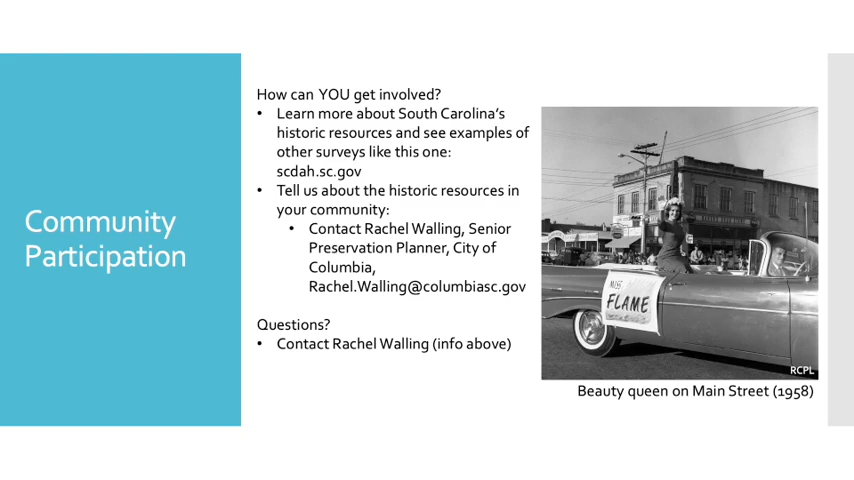 Community
Participation
How can YOU get involved?
• Learn more about South Carolina’s
historic resources and see examples of
other surveys like this one:
scdah.sc.gov
• Tell us about the historic resources in
your community:
• Contact Rachel Walling, Senior
Preservation Planner, City of
Columbia,
Rachel.Walling@columbiasc.gov
Questions?
• Contact Rachel Walling (info above)
MISS
FLAME
RCPL
Beauty queen on Main Street (1958)